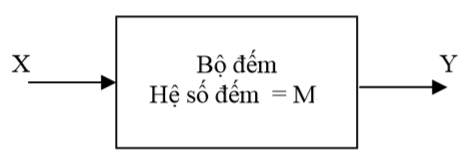 X
Bộ đếm
Hệ số đếm = M
Y